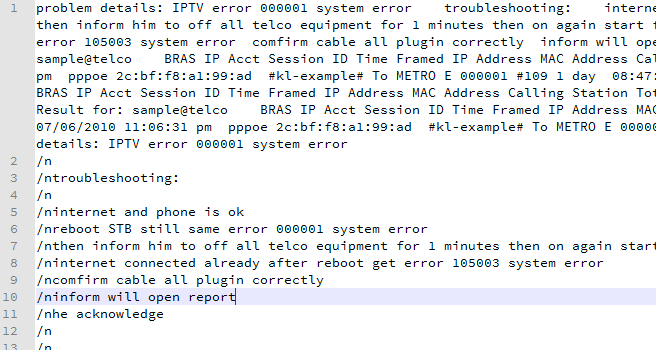 1 problem details: IPTV error 000001 system error    troubleshooting:    interne
then inform him to off all telco equipment for 1 minutes then on again start t
error 105003 system error  comfirm cable all plugin correctly  inform will ope
sample@telco    BRAS IP Acct Session ID Time Framed IP Address MAC Address Cal
pm  pppoe 2c:bf:f8:a1:99:ad  #kl-example# To METRO E 000001 #109 1 day  08:47:
BRAS IP Acct Session ID Time Framed IP Address MAC Address Calling Station Tot
Result for: sample@telco    BRAS IP Acct Session ID Time Framed IP Address MAC
07/06/2010 11:06:31 pm  pppoe 2c:bf:f8:a1:99:ad  #kl-example# To METRO E 00000
details: IPTV error 000001 system error
2 /n
3 /ntroubleshooting:
4 /n
5 /ninternet and phone is ok
6 /nreboot STB still same error 000001 system error
7 /nthen inform him to off all telco equipment for 1 minutes then on again start
8 /ninternet connected already after reboot get error 105003 system error
9 /ncomfirm cable all plugin correctly
10 /ninform will open report
11 /nhe acknowledge
12 /n
13 /n